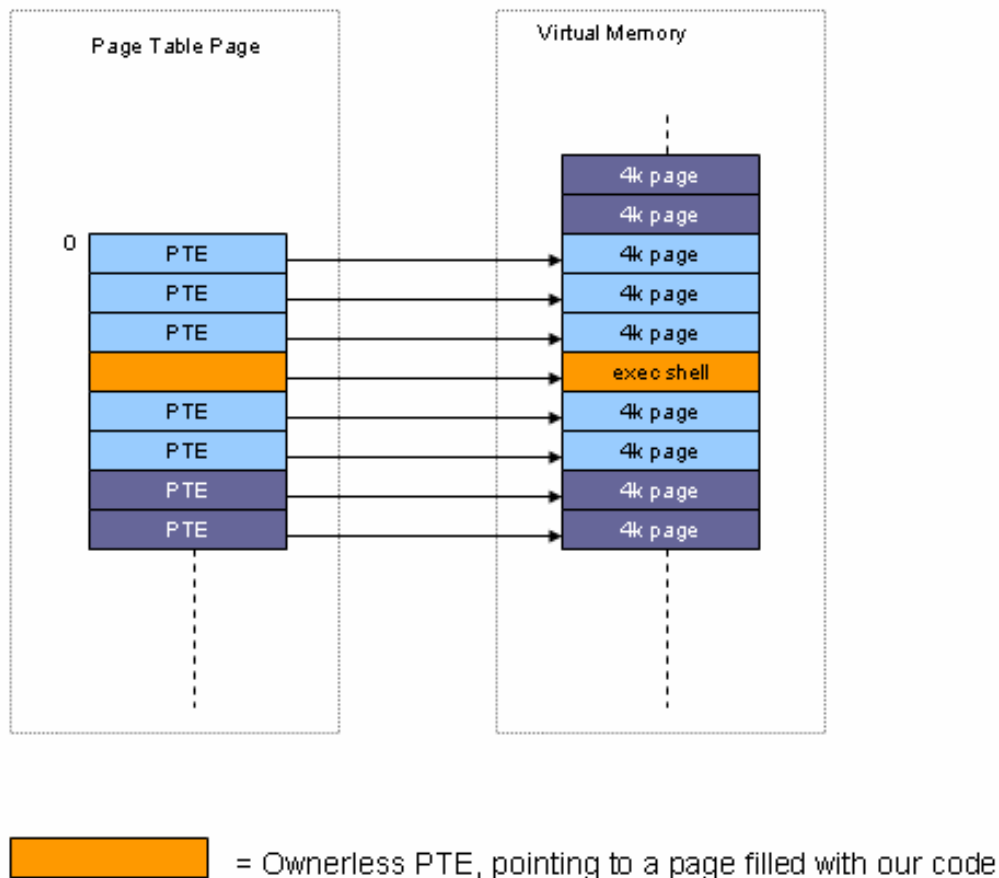 Page Table Page
Virtual Memory
4k page
4k page
0
PTE
4k page
PTE
4k page
PTE
4k page
exec shell
PTE
4k page
PTE
4k page
PTE
4k page
PTE
4k page
= Ownerless PTE, pointing to a page filled with our code